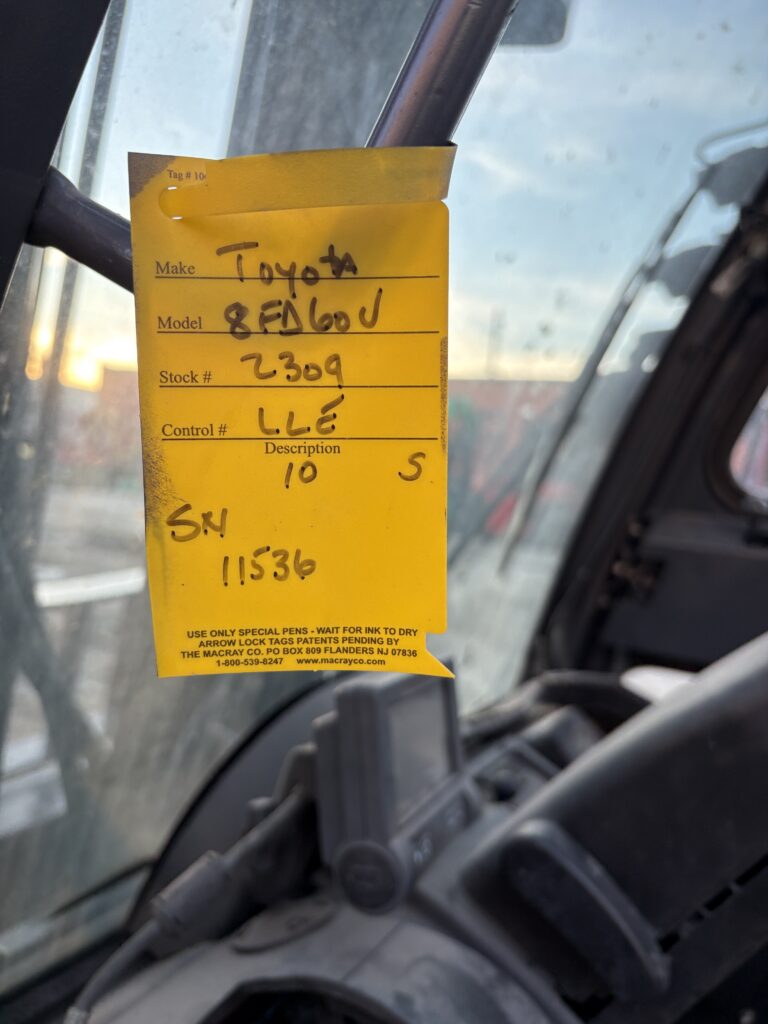 Tag # 10
Make Toyota
Model 8FD60U
Stock # 2309
Control # LLE
Description
10 S
SN
11536
USE ONLY SPECIAL PENS - WAIT FOR INK TO DRY
ARROW LOCK TAGS PATENTS PENDING BY
THE MACRAY CO. PO BOX 809 FLANDERS NJ 07836
1-800-539-8247 www.macrayco.com